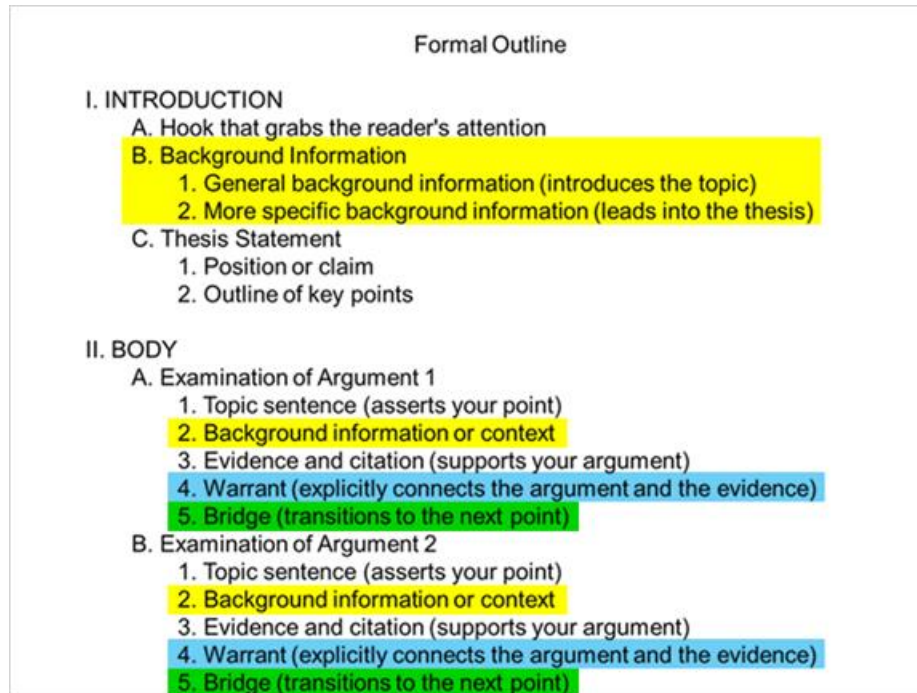 Formal Outline
I. INTRODUCTION
A. Hook that grabs the reader's attention
B. Background Information
1. General background information (introduces the topic)
2. More specific background information (leads into the thesis)
C. Thesis Statement
1. Position or claim
2. Outline of key points
II. BODY
A. Examination of Argument 1
1. Topic sentence (asserts your point)
2. Background information or context
3. Evidence and citation (supports your argument)
4. Warrant (explicitly connects the argument and the evidence)
5. Bridge (transitions to the next point)
B. Examination of Argument 2
1. Topic sentence (asserts your point)
2. Background information or context
3. Evidence and citation (supports your argument)
4. Warrant (explicitly connects the argument and the evidence)
5. Bridge (transitions to the next point)